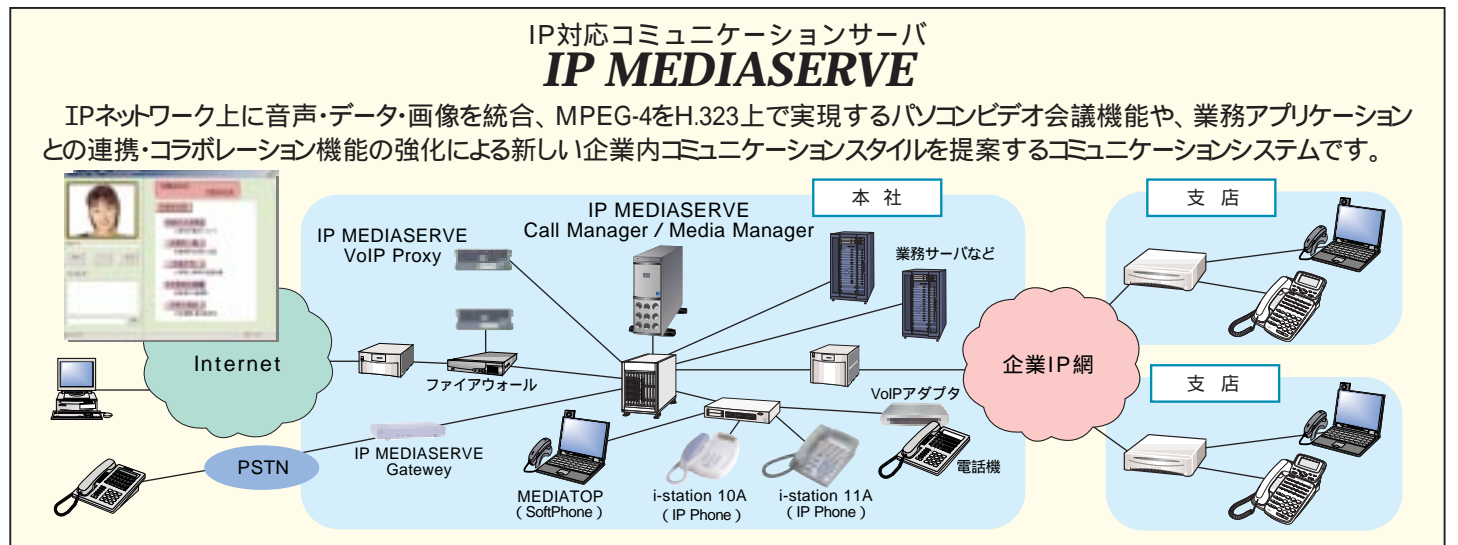 IP対応コミュニケーションサーバ
IP MEDIASERVE
IPネットワーク上に音声・データ・画像を統合、MPEG-4をH.323上で実現するパソコンビデオ会議機能や、業務アプリケーション
との連携・コラボレーション機能の強化による新しい企業内コミュニケーションスタイルを提案するコミュニケーションシステムです。
本 社
支 店
IP MEDIASERVE
Call Manager / Media Manager
IP MEDIASERVE
VoIP Proxy
業務サーバなど
Internet
ファイアウォール
企業IP網
支 店
VoIPアダプタ
PSTN
IP MEDIASERVE
Gatewey
電話機
MEDIATOP
(SoftPhone)
i-station 10A
(IP Phone)
i-station 11A
(IP Phone)